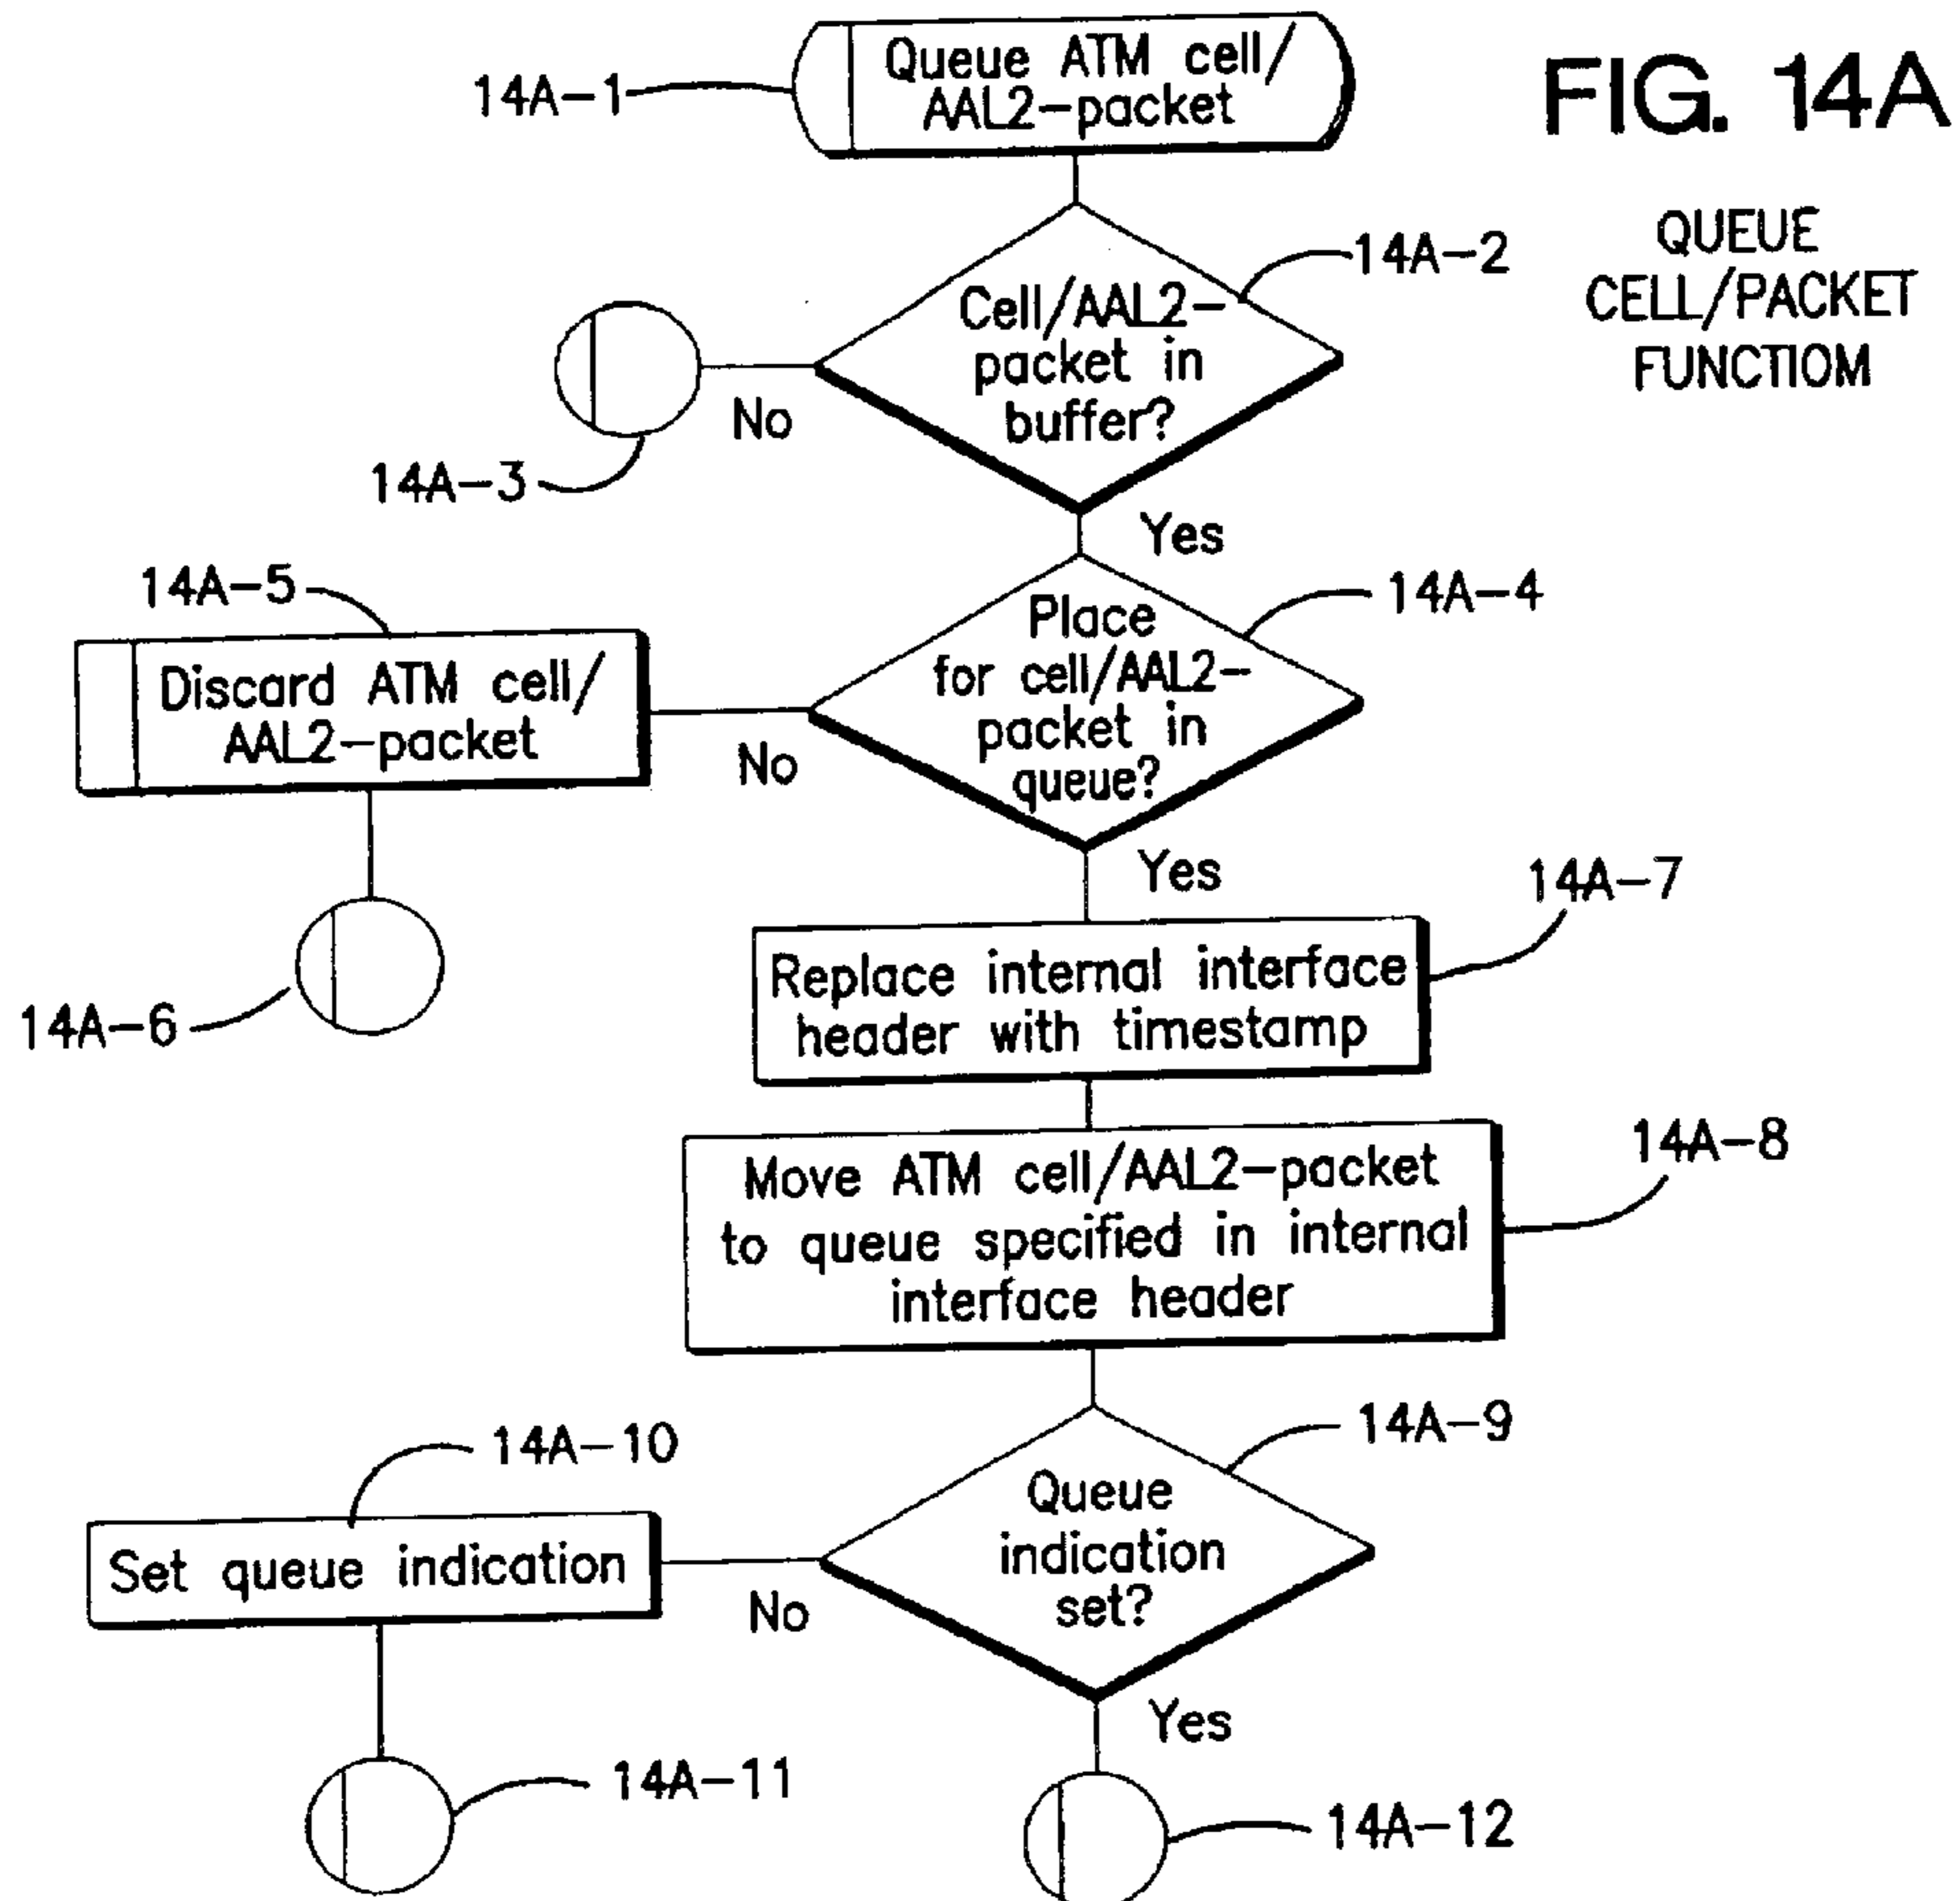 FIG. 14A
QUEUE
CELL/PACKET
FUNCTIOM
14A-1
Queue ATM cell/
AAL2-packet
14A-2
Cell/AAL2-
packet in
buffer?
No
14A-3
Yes
14A-4
Place
for cell/AAL2-
packet in
queue?
No
14A-5
Discard ATM cell/
AAL2-packet
14A-6
Yes
14A-7
Replace internal interface
header with timestamp
14A-8
Move ATM cell/AAL2-packet
to queue specified in internal
interface header
14A-9
Queue
indication
set?
No
14A-10
Set queue indication
14A-11
Yes
14A-12